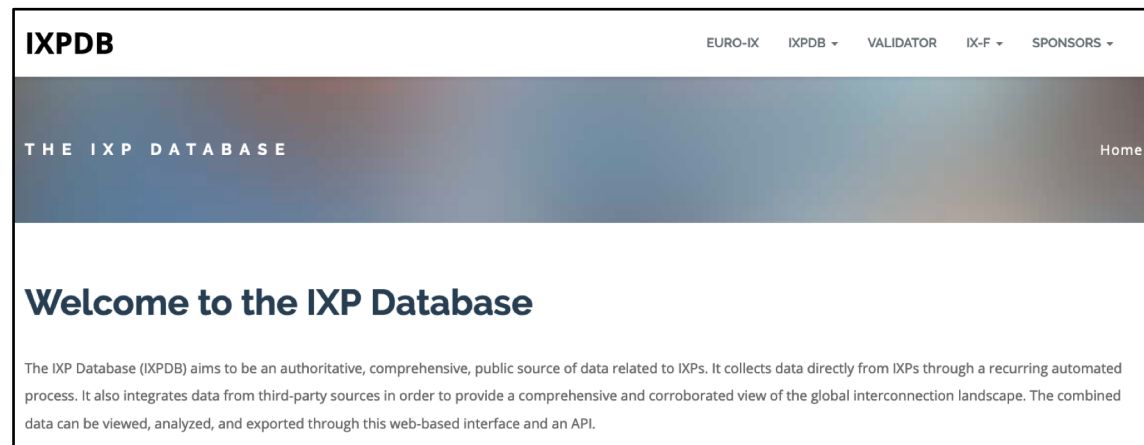 IXPDB
EURO-IX IXPDB VALIDATOR IX-F SPONSORS
THE IXP DATABASE
Home
Welcome to the IXP Database
The IXP Database (IXPDB) aims to be an authoritative, comprehensive, public source of data related to IXPs. It collects data directly from IXPs through a recurring automated
process. It also integrates data from third-party sources in order to provide a comprehensive and corroborated view of the global interconnection landscape. The combined
data can be viewed, analyzed, and exported through this web-based interface and an API.